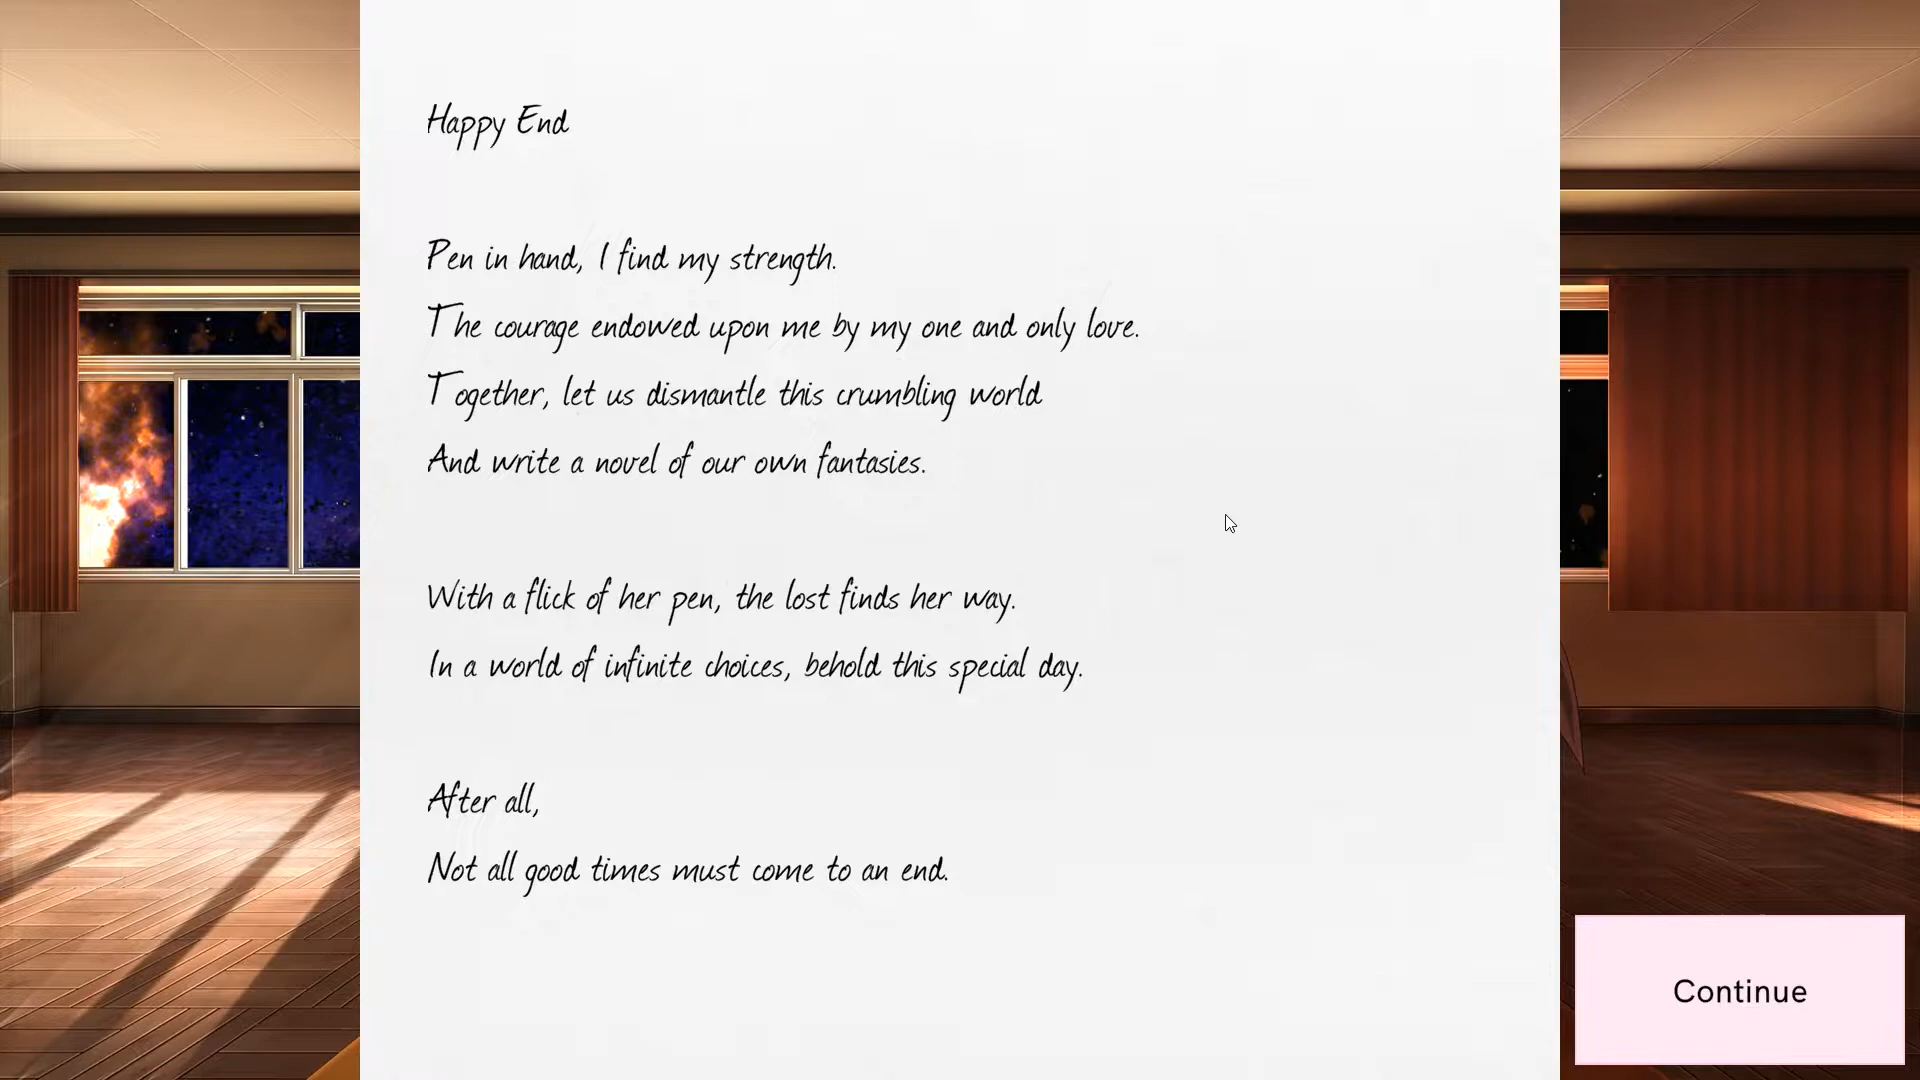 Happy End
Pen in hand, I find my strength.
The courage endowed upon me by my one and only love.
Together, let us dismantle this crumbling world
And write a novel of our own fantasies.
With a flick of her pen, the lost finds her way.
In a world of infinite choices, behold this special day.
After all,
Not all good times must come to an end.
Continue